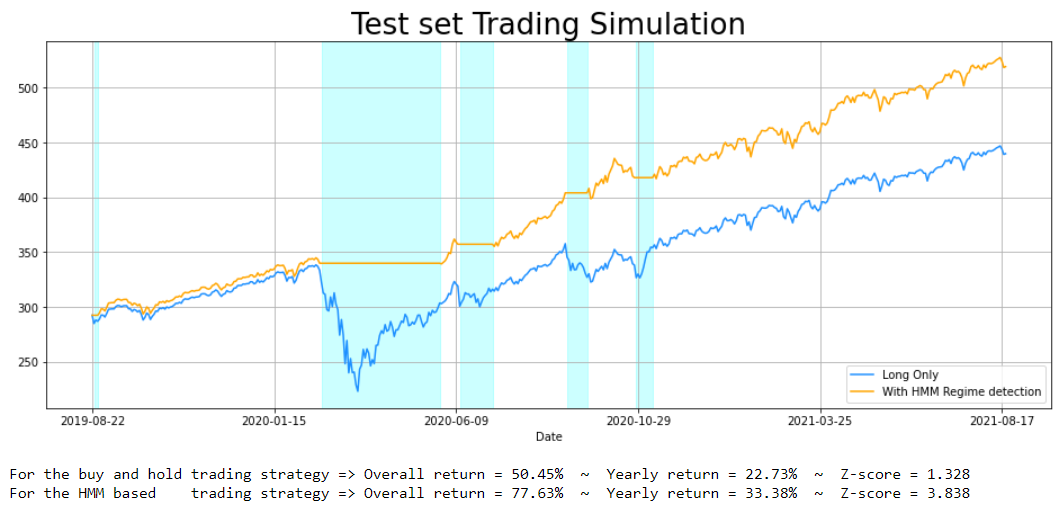 Test set Trading Simulation
500
450
400
350
300
250
Long Only
With HMM Regime detection
2019-08-22 2020-01-15 2020-06-09 2020-10-29 2021-03-25 2021-08-17
Date
For the buy and hold trading strategy => Overall return = 50.45%  ~  Yearly return = 22.73%  ~  Z-score = 1.328
For the HMM based    trading strategy => Overall return = 77.63%  ~  Yearly return = 33.38%  ~  Z-score = 3.838